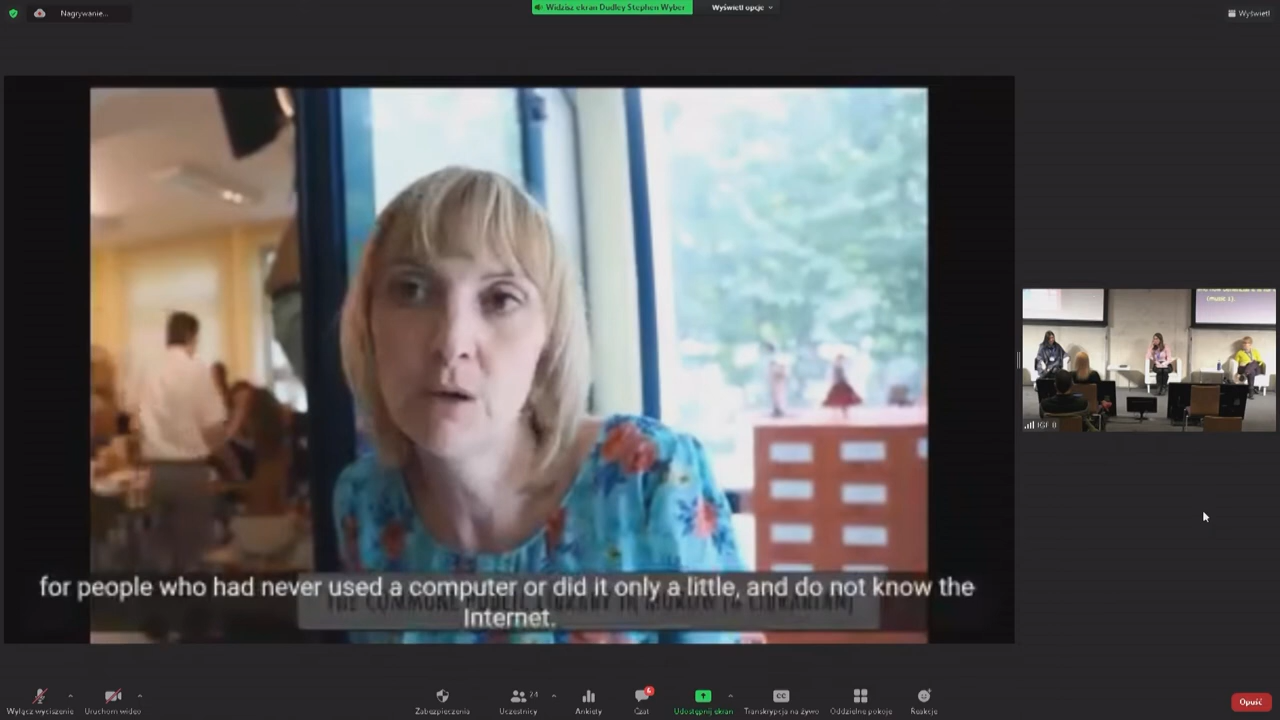 Nagrywanie...
Widzisz ekran Dudley Stephen Wyber
Wyświetl opcje
Wyświetl
for people who had never used a computer or did it only a little, and do not know the
Internet.
IGF II
Wyłącz wyciszenie
Uruchom wideo
Zabezpieczenia
24
Uczestnicy
Ankiety
6
Czat
Udostępnij ekran
CC
Transkrypcja na żywo
Oddzielne pokoje
Reakcje
Opuść